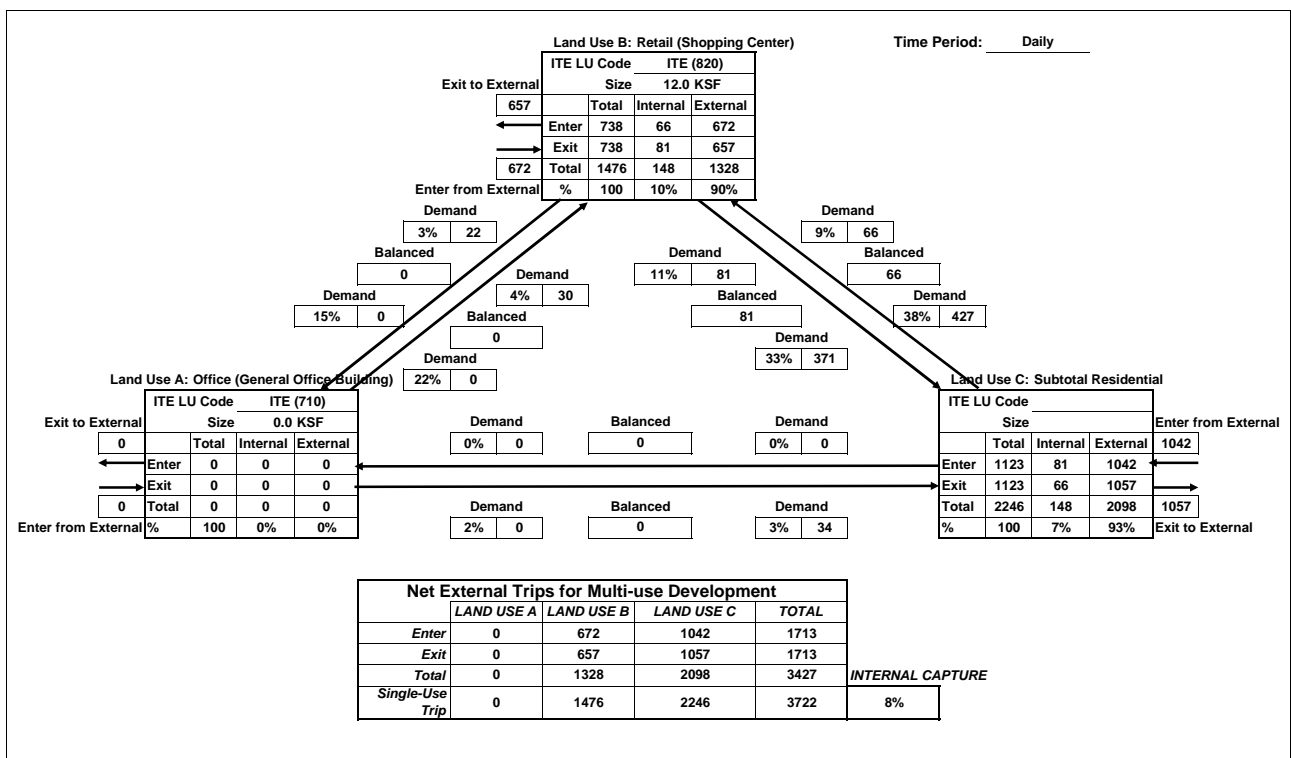 Land Use B: Retail (Shopping Center)
Time Period: Daily
ITE LU Code ITE (820)
Exit to External Size 12.0 KSF
657 Total Internal External
Enter 738 66 672
Exit 738 81 657
672 Total 1476 148 1328
Enter from External % 100 10% 90%
Demand Demand
3% 22 9% 66
Balanced Demand Balanced
0 11% 81 66
Demand
4% 30
Demand Balanced Demand
15% 0 81 38% 427
Balanced
0
Demand
33% 371
Demand
22% 0
Land Use A: Office (General Office Building)
Land Use C: Subtotal Residential
ITE LU Code ITE (710)
Exit to External Size 0.0 KSF
0 Total Internal External
Enter 0 0 0
Exit 0 0 0
0 Total 0 0 0
Enter from External % 100 0% 0%
Demand Balanced Demand
0% 0 0 0% 0
Demand Balanced Demand
2% 0 0 3% 34
ITE LU Code
Size Enter from External
Total Internal External 1042
Enter 1123 81 1042
Exit 1123 66 1057
Total 2246 148 2098 1057
% 100 7% 93% Exit to External
Net External Trips for Multi-use Development
LAND USE A LAND USE B LAND USE C TOTAL
Enter 0 672 1042 1713
Exit 0 657 1057 1713
Total 0 1328 2098 3427 INTERNAL CAPTURE
Single-Use
Trip 0 1476 2246 3722 8%